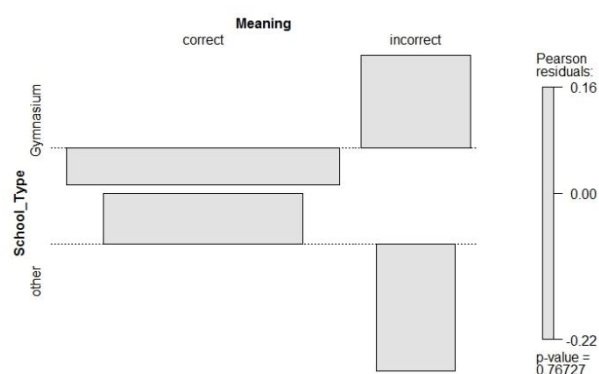 Meaning
correct incorrect
Gymnasium
School_Type
other
Pearson
residuals:
0.16
0.00
-0.22
p-value =
0.76727